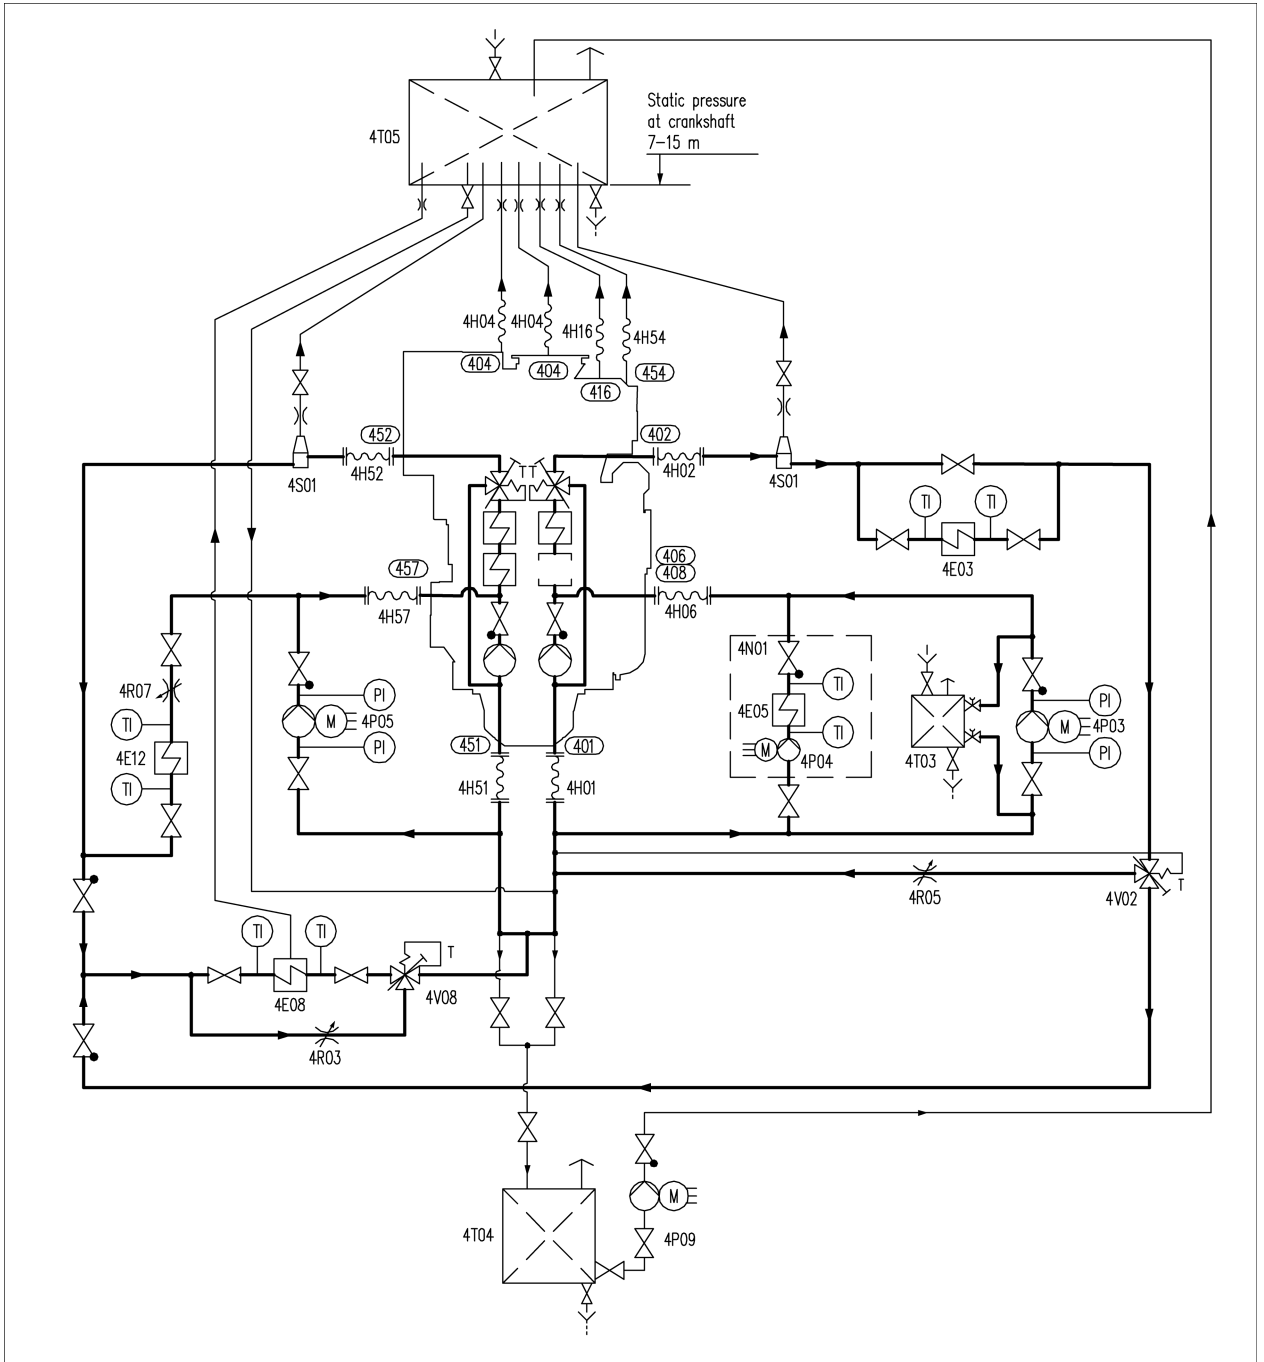 Static pressure
at crankshaft
7-15 m
4T05
4H04
4H04
4H16
4H54
404
404
416
454
452
402
4H52
4H02
4S01
4S01
T T
TI
TI
4E03
457
406
408
4H57
4H06
4N01
4R07
PI
TI
PI
TI
M
4P05
4E05
M
4P03
4E12
PI
TI
PI
TI
M
4P04
4T03
451
401
4H51
4H01
4R05
4V02
T
TI
TI
T
4E08
4V08
4R03
M
4T04
4P09